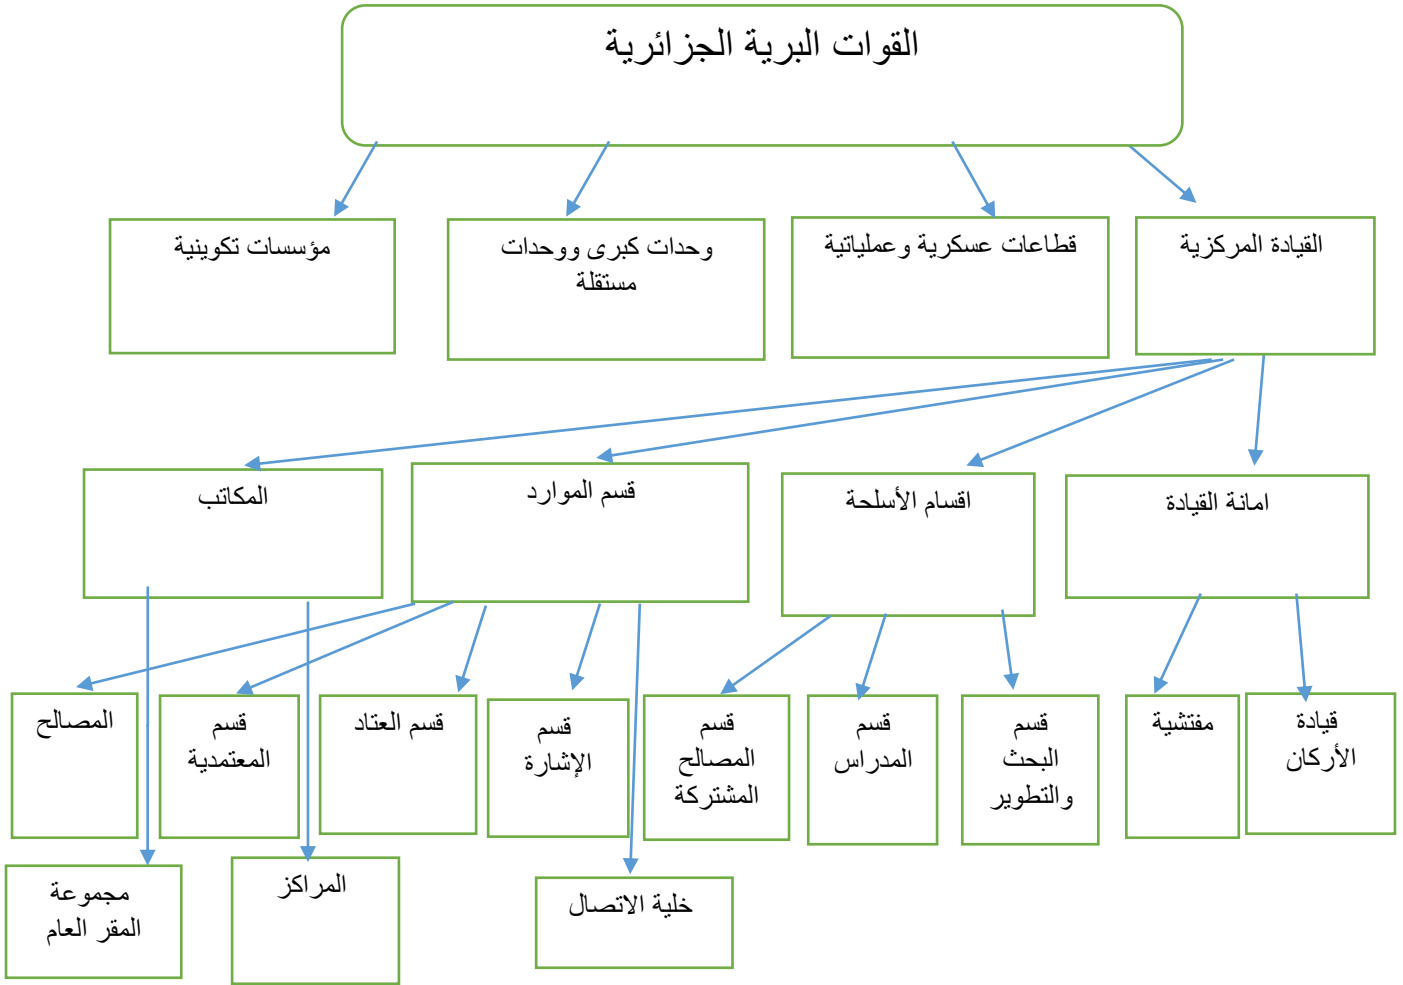 القوات البرية الجزائرية
القيادة المركزية
قطاعات عسكرية وعملياتية
وحدات كبرى ووحدات
مستقلة
مؤسسات تكوينية
امانة القيادة
اقسام الأسلحة
قسم الموارد
المكاتب
قيادة
الأركان
مفتشية
قسم
البحث
والتطوير
قسم
المدراس
قسم
المصالح
المشتركة
قسم
الإشارة
قسم العتاد
قسم
المعتمدية
المصالح
خلية الاتصال
المراكز
مجموعة
المقر العام